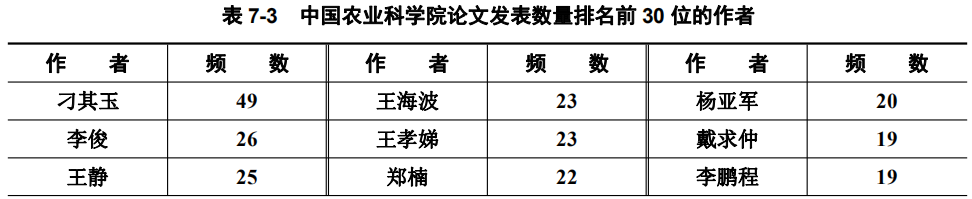 表 7-3 中国农业科学院论文发表数量排名前 30 位的作者
作 者 频 数 作 者 频 数 作 者 频 数
刁其玉 49 王海波 23 杨亚军 20
李俊 26 王孝娣 23 戴求仲 19
王静 25 郑楠 22 李鹏程 19